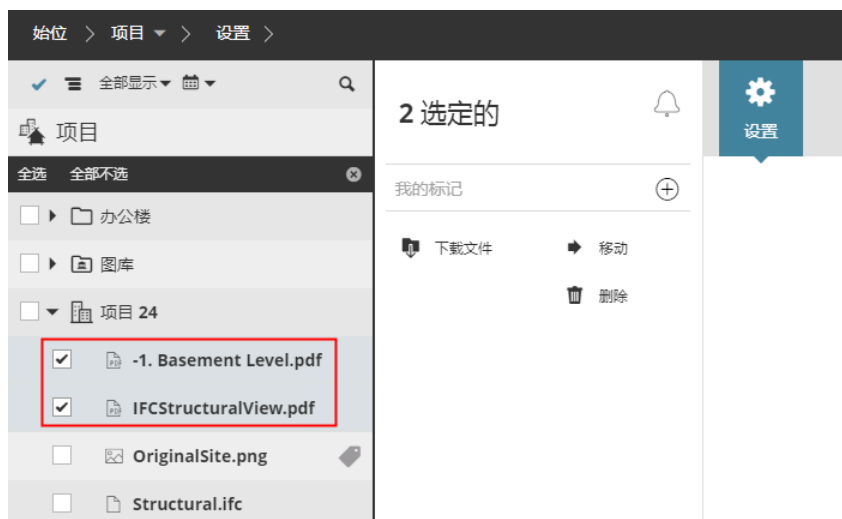 始位 > 项目 > 设置 >
全部显示
项目
全选 全部不选
办公楼
图库
项目 24
-1. Basement Level.pdf
IFCStructuralView.pdf
OriginalSite.png
Structural.ifc
2 选定的
我的标记
下载文件 移动
删除
设置